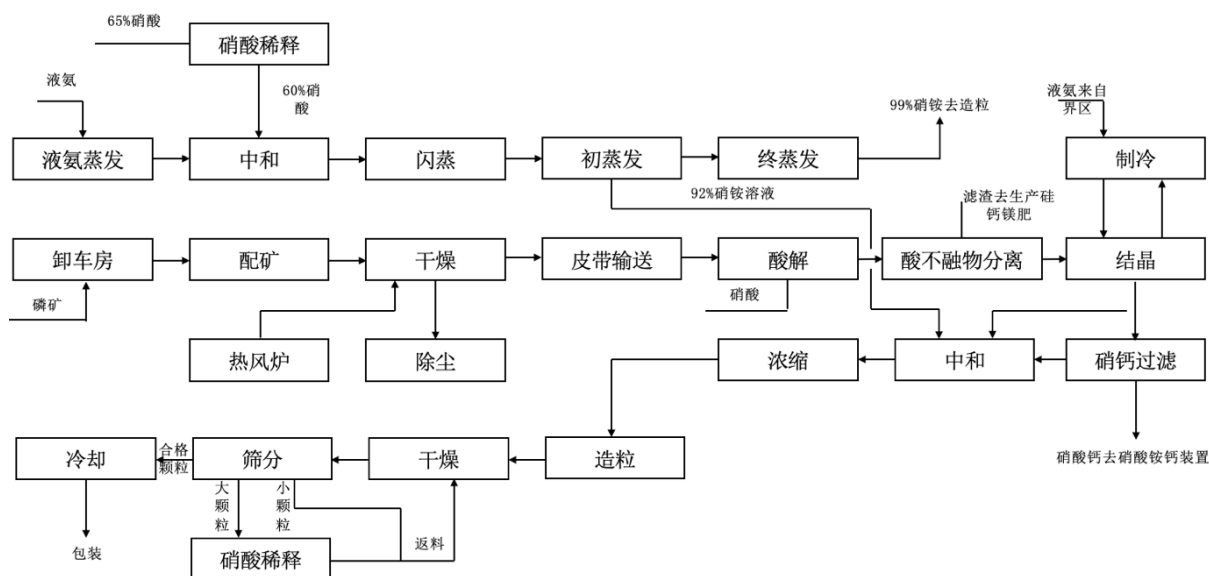 65%硝酸
硝酸稀释
液氨
60%硝
酸
99%硝铵去造粒
液氨来自
界区
液氨蒸发
中和
闪蒸
初蒸发
终蒸发
制冷
92%硝铵溶液
滤渣去生产硅
钙镁肥
卸车房
配矿
干燥
皮带输送
酸解
酸不融物分离
结晶
磷矿
硝酸
热风炉
除尘
浓缩
中和
硝钙过滤
冷却
合格
颗粒
筛分
干燥
造粒
硝酸钙去硝酸铵钙装置
大
颗
粒
小
颗
粒
包装
硝酸稀释
返料